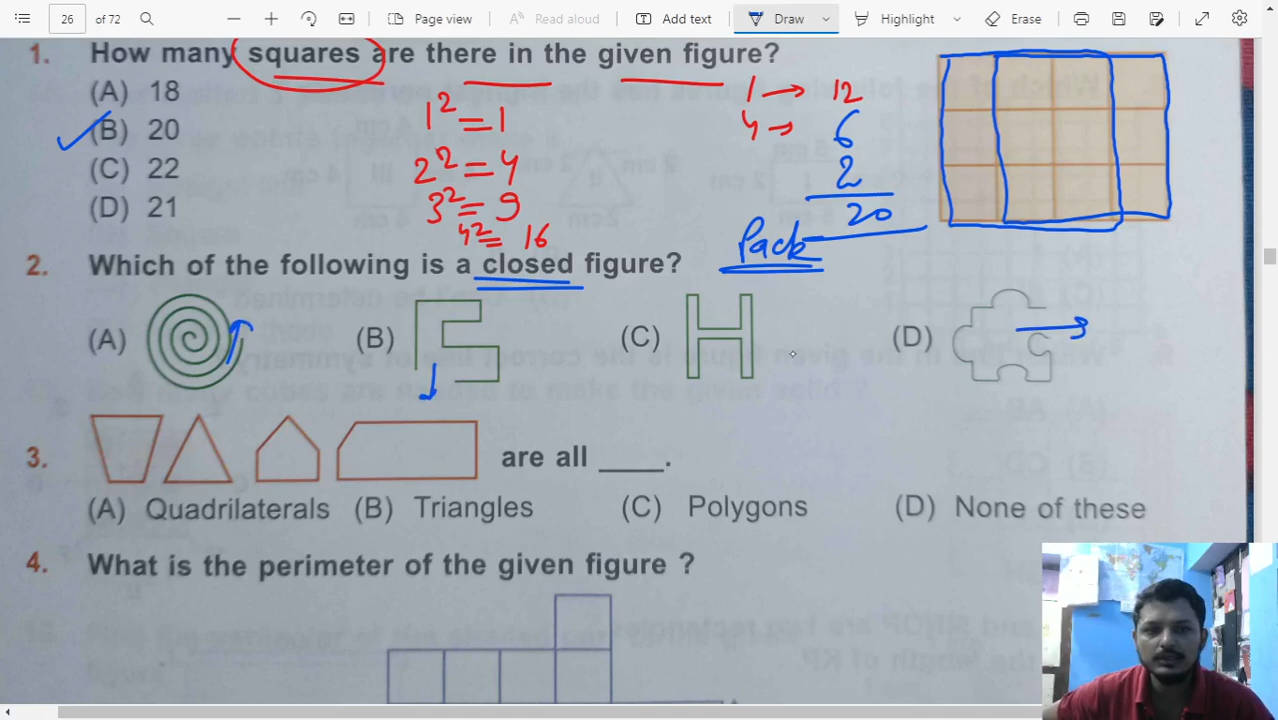 26 of 72 Page view Read aloud Add text Draw Highlight Erase
1. How many squares are there in the given figure?
(A) 18
(B) 20
(C) 22
(D) 21
1² = 1
2² = 4
3² = 9
4² = 16
1 → 12
4 → 6
2
20
Pack
2. Which of the following is a closed figure?
(A) (B) (C) (D)
3. are all ____.
(A) Quadrilaterals (B) Triangles (C) Polygons (D) None of these
4. What is the perimeter of the given figure ?